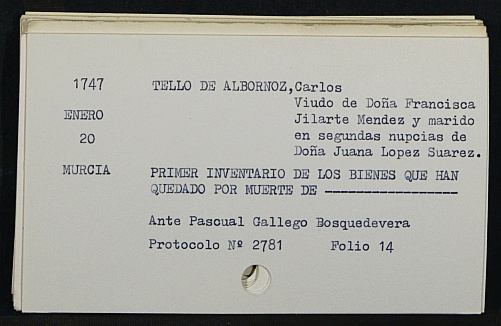 1747 TELLO DE ALBORNOZ,Carlos
Viudo de Doña Francisca
ENERO Jilarte Mendez y marido
20 en segundas nupcias de
Doña Juana Lopez Suarez.
MURCIA PRIMER INVENTARIO DE LOS BIENES QUE HAN
QUEDADO POR MUERTE DE ------------------
Ante Pascual Gallego Bosquedevera
Protocolo Nº 2781 Folio 14